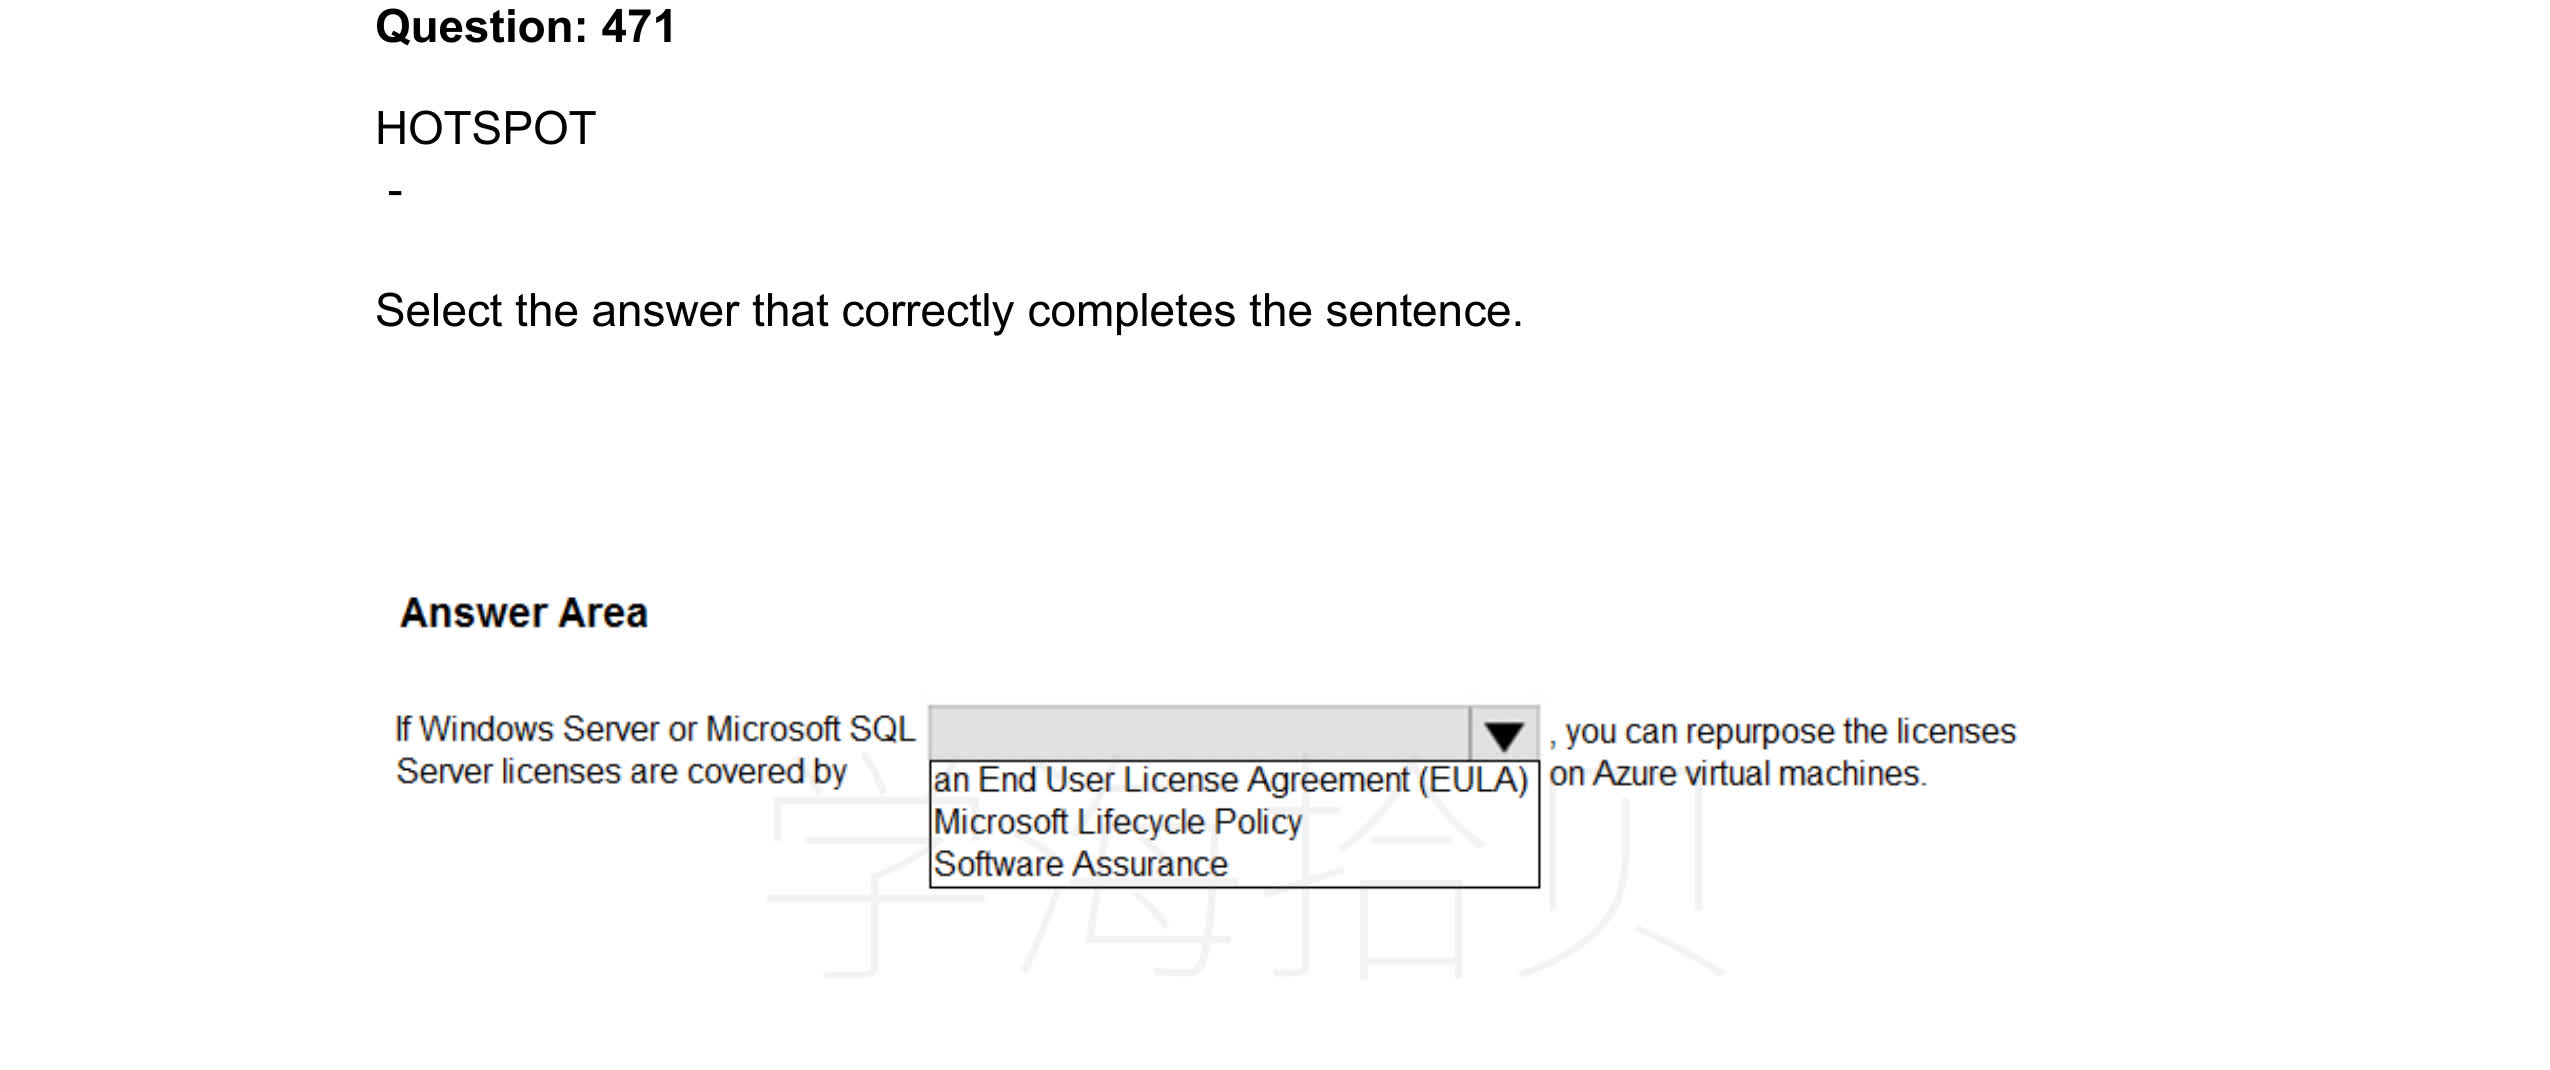 Question: 471
HOTSPOT
-
Select the answer that correctly completes the sentence.
Answer Area
If Windows Server or Microsoft SQL
Server licenses are covered by
an End User License Agreement (EULA)
Microsoft Lifecycle Policy
Software Assurance
, you can repurpose the licenses
on Azure virtual machines.
学海拾贝